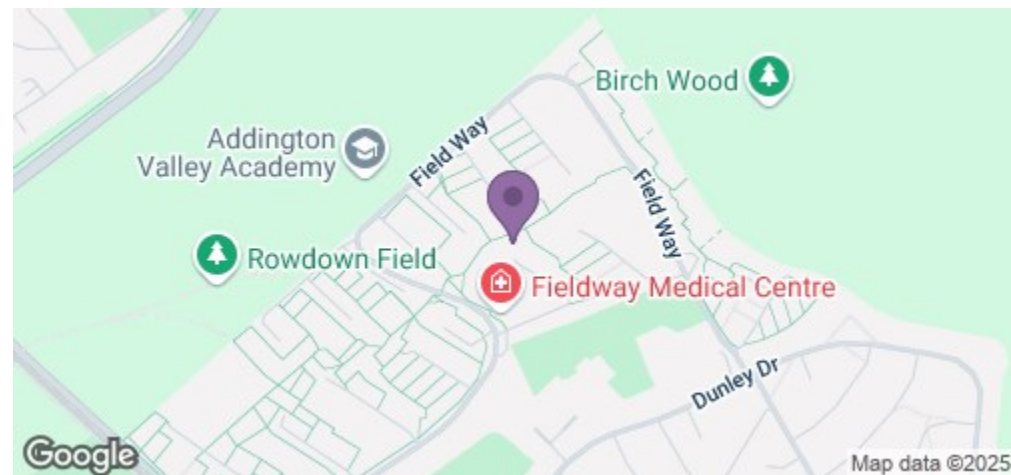 Birch Wood
Addington
Valley Academy
Field Way
Field Way
Rowdown Field
Fieldway Medical Centre
Dunley Dr
Google
Map data ©2025